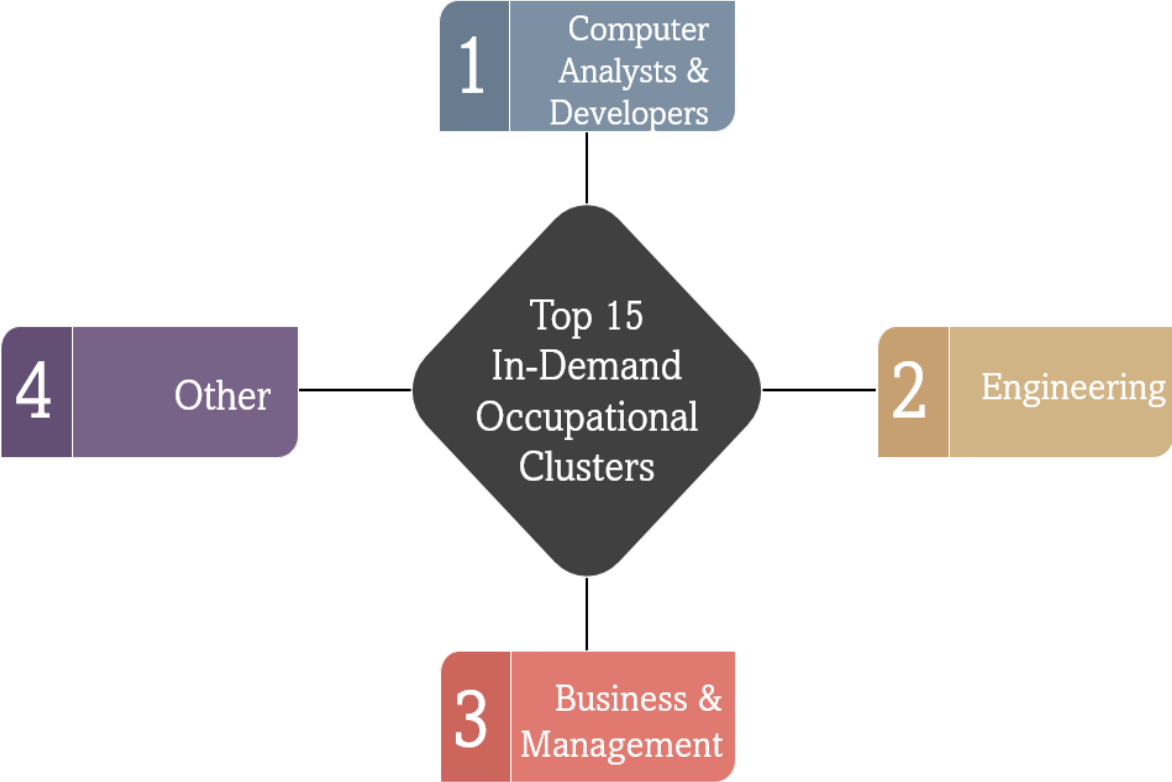 1
Computer
Analysts &
Developers
Top 15
In-Demand
Occupational
Clusters
4
Other
2
Engineering
3
Business &
Management